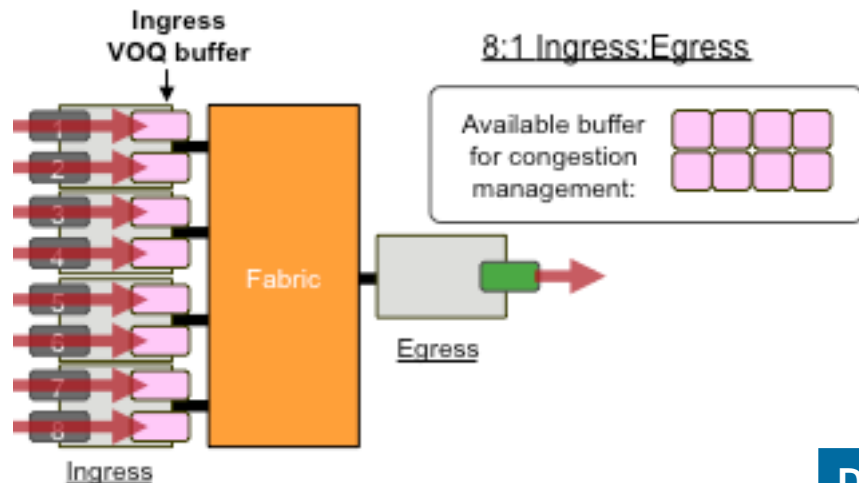 Ingress
VOQ buffer
8:1 Ingress:Egress
Available buffer
for congestion
management:
1
2
3
4
5
6
7
8
Fabric
Egress
Ingress